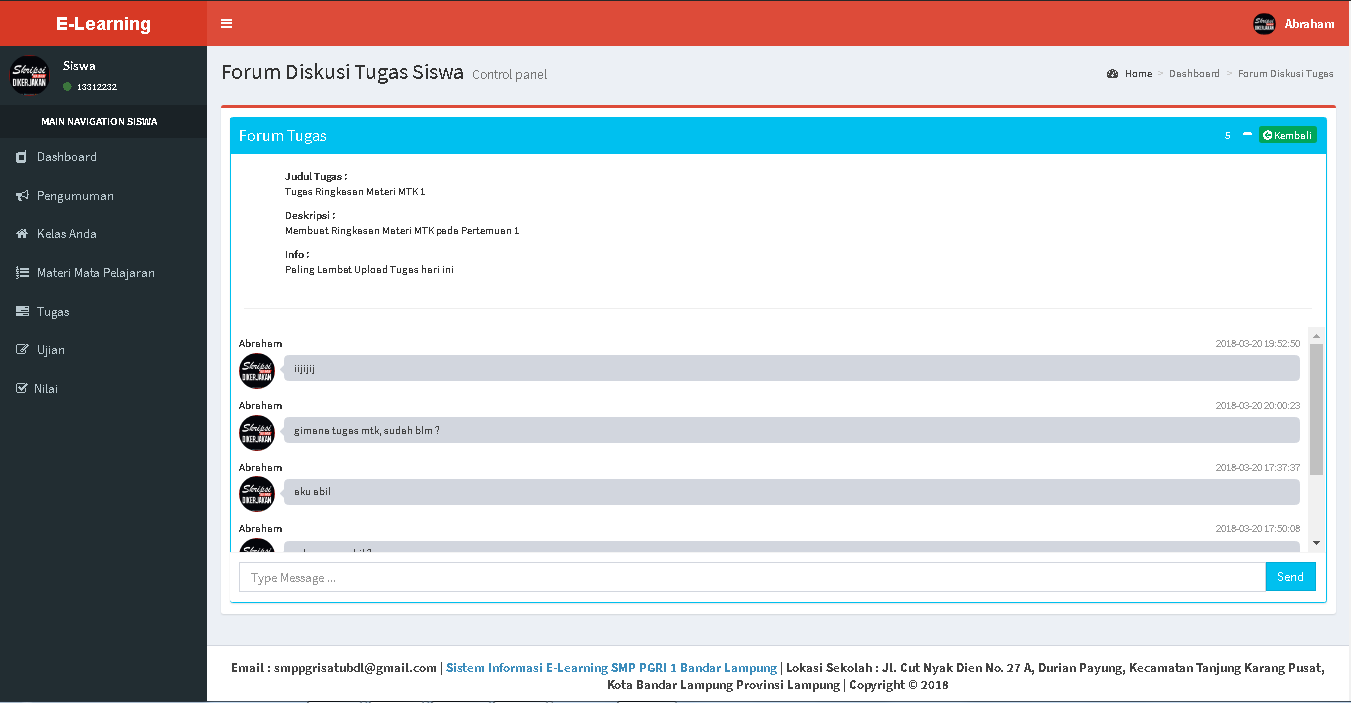 E-Learning
Abraham
Siswa
13312232
MAIN NAVIGATION SISWA
Dashboard
Pengumuman
Kelas Anda
Materi Mata Pelajaran
Tugas
Ujian
Nilai
Forum Diskusi Tugas Siswa Control panel
Home > Dashboard > Forum Diskusi Tugas
Forum Tugas
5
Kembali
Judul Tugas :
Tugas Ringkasan Materi MTK 1
Deskripsi :
Membuat Ringkasan Materi MTK pada Pertemuan 1
Info :
Paling Lambat Upload Tugas hari ini
Abraham 2018-03-20 19:52:50
iijijij
Abraham 2018-03-20 20:00:23
gimana tugas mtk, sudah blm ?
Abraham 2018-03-20 17:37:37
aku abil
Abraham 2018-03-20 17:50:08
Type Message ...
Send
Email : smppgrisatubdl@gmail.com | Sistem Informasi E-Learning SMP PGRI 1 Bandar Lampung | Lokasi Sekolah : Jl. Cut Nyak Dien No. 27 A, Durian Payung, Kecamatan Tanjung Karang Pusat,
Kota Bandar Lampung Provinsi Lampung | Copyright © 2018